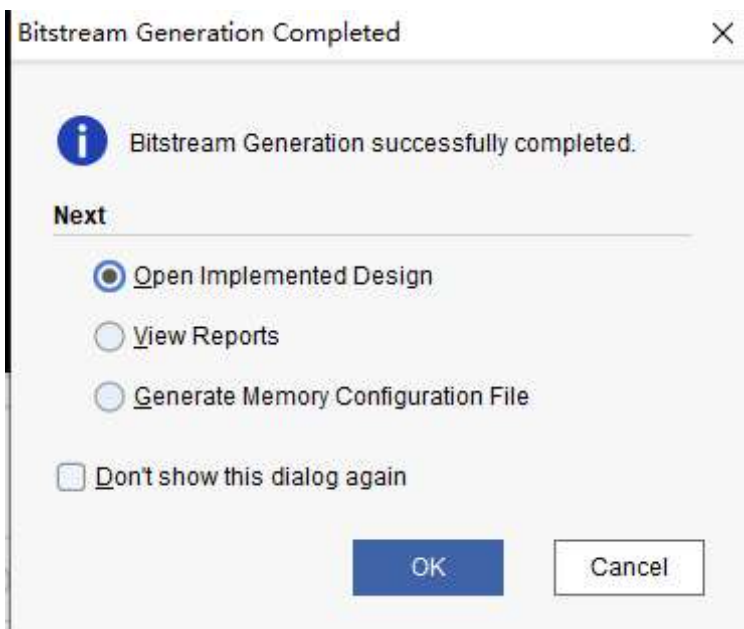 Bitstream Generation Completed
Bitstream Generation successfully completed.
Next
Open Implemented Design
View Reports
Generate Memory Configuration File
Don't show this dialog again
OK
Cancel